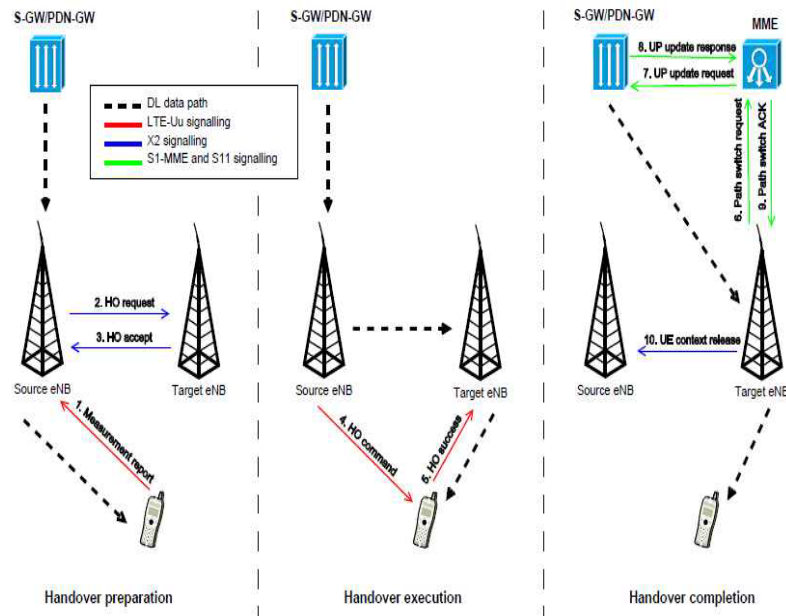 S-GW/PDN-GW
DL data path
LTE-Uu signalling
X2 signalling
S1-MME and S11 signalling
2. HO request
3. HO accept
Source eNB
Target eNB
1. Measurement report
Handover preparation
S-GW/PDN-GW
Source eNB
Target eNB
4. HO command
5. HO success
Handover execution
S-GW/PDN-GW
MME
8. UP update response
7. UP update request
6. Path switch request
9. Path switch ACK
10. UE context release
Source eNB
Target eNB
Handover completion